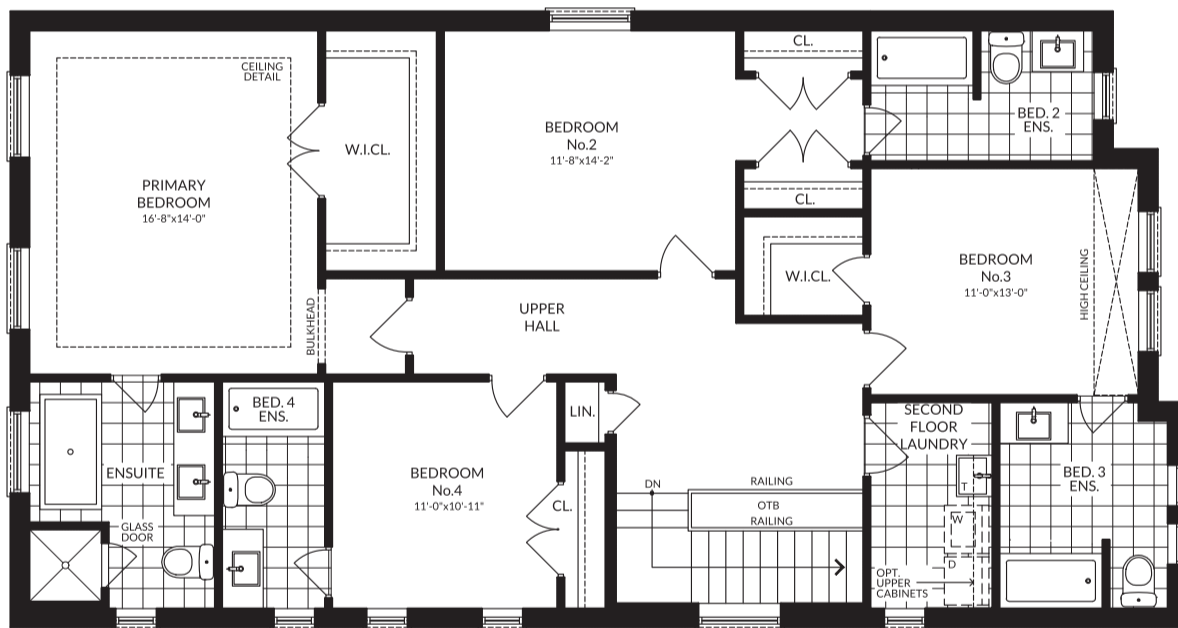 CEILING
DETAIL
PRIMARY
BEDROOM
16'-8"x14'-0"
W.I.CL.
BEDROOM
No.2
11'-8"x14'-2"
CL.
CL.
BED. 2
ENS.
W.I.CL.
BEDROOM
No.3
11'-0"x13'-0"
HIGH CEILING
BULKHEAD
UPPER
HALL
BED. 4
ENS.
ENSUITE
GLASS
DOOR
BEDROOM
No.4
11'-0"x10'-11"
LIN.
CL.
DN
RAILING
OTB
RAILING
SECOND
FLOOR
LAUNDRY
T
W
D
OPT.
UPPER
CABINETS
BED. 3
ENS.